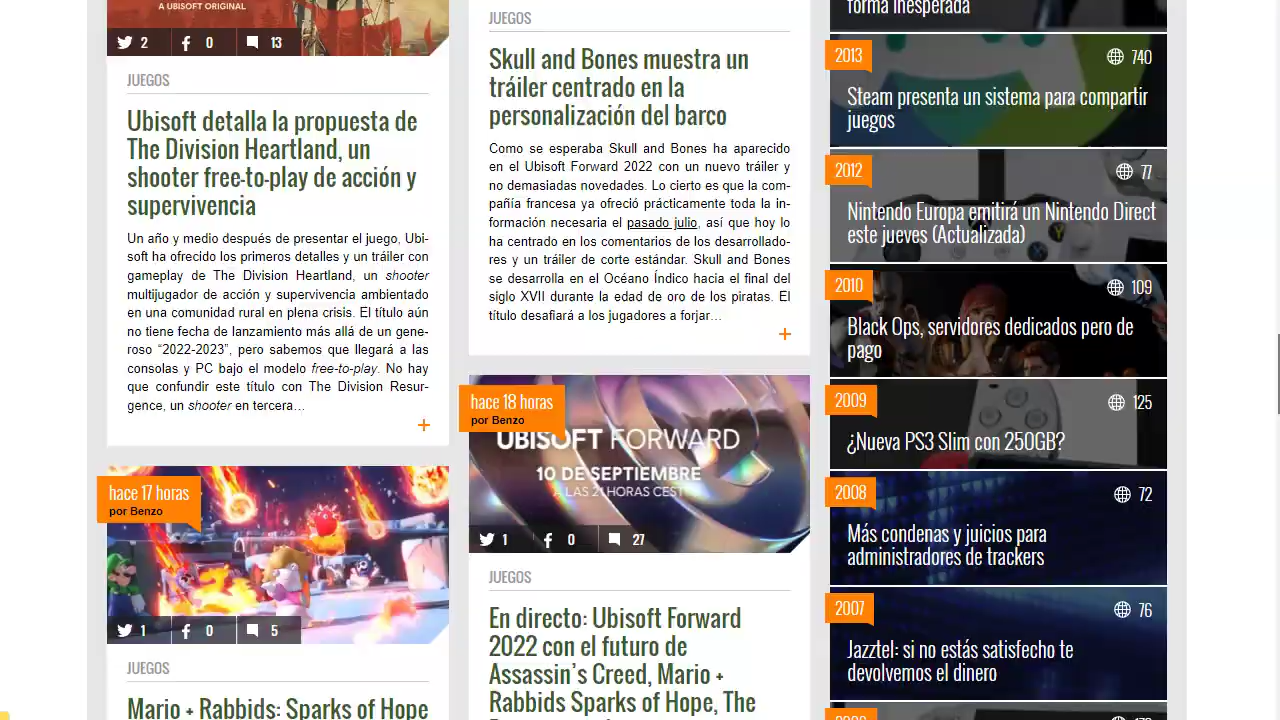 A UBISOFT ORIGINAL
2 0 13
JUEGOS
Ubisoft detalla la propuesta de
The Division Heartland, un
shooter free-to-play de acción y
supervivencia
Un año y medio después de presentar el juego, Ubi-
soft ha ofrecido los primeros detalles y un tráiler con
gameplay de The Division Heartland, un shooter
multijugador de acción y supervivencia ambientado
en una comunidad rural en plena crisis. El título aún
no tiene fecha de lanzamiento más allá de un gene-
roso “2022-2023”, pero sabemos que llegará a las
consolas y PC bajo el modelo free-to-play. No hay
que confundir este título con The Division Resur-
gence, un shooter en tercera…
+
hace 17 horas
por Benzo
1 0 5
JUEGOS
Mario + Rabbids: Sparks of Hope
JUEGOS
Skull and Bones muestra un
tráiler centrado en la
personalización del barco
Como se esperaba Skull and Bones ha aparecido
en el Ubisoft Forward 2022 con un nuevo tráiler y
no demasiadas novedades. Lo cierto es que la com-
pañía francesa ya ofreció prácticamente toda la in-
formación necesaria el pasado julio, así que hoy lo
ha centrado en los comentarios de los desarrollado-
res y un tráiler de corte estándar. Skull and Bones
se desarrolla en el Océano Índico hacia el final del
siglo XVII durante la edad de oro de los piratas. El
título desafiará a los jugadores a forjar…
+
hace 18 horas
por Benzo
UBISOFT FORWARD
10 DE SEPTIEMBRE
A LAS 21 HORAS CEST
1 0 27
JUEGOS
En directo: Ubisoft Forward
2022 con el futuro de
Assassin’s Creed, Mario +
Rabbids Sparks of Hope, The
forma inesperada
2013 740
Steam presenta un sistema para compartir
juegos
2012 77
Nintendo Europa emitirá un Nintendo Direct
este jueves (Actualizada)
2010 109
Black Ops, servidores dedicados pero de
pago
2009 125
¿Nueva PS3 Slim con 250GB?
2008 72
Más condenas y juicios para
administradores de trackers
2007 76
Jazztel: si no estás satisfecho te
devolvemos el dinero